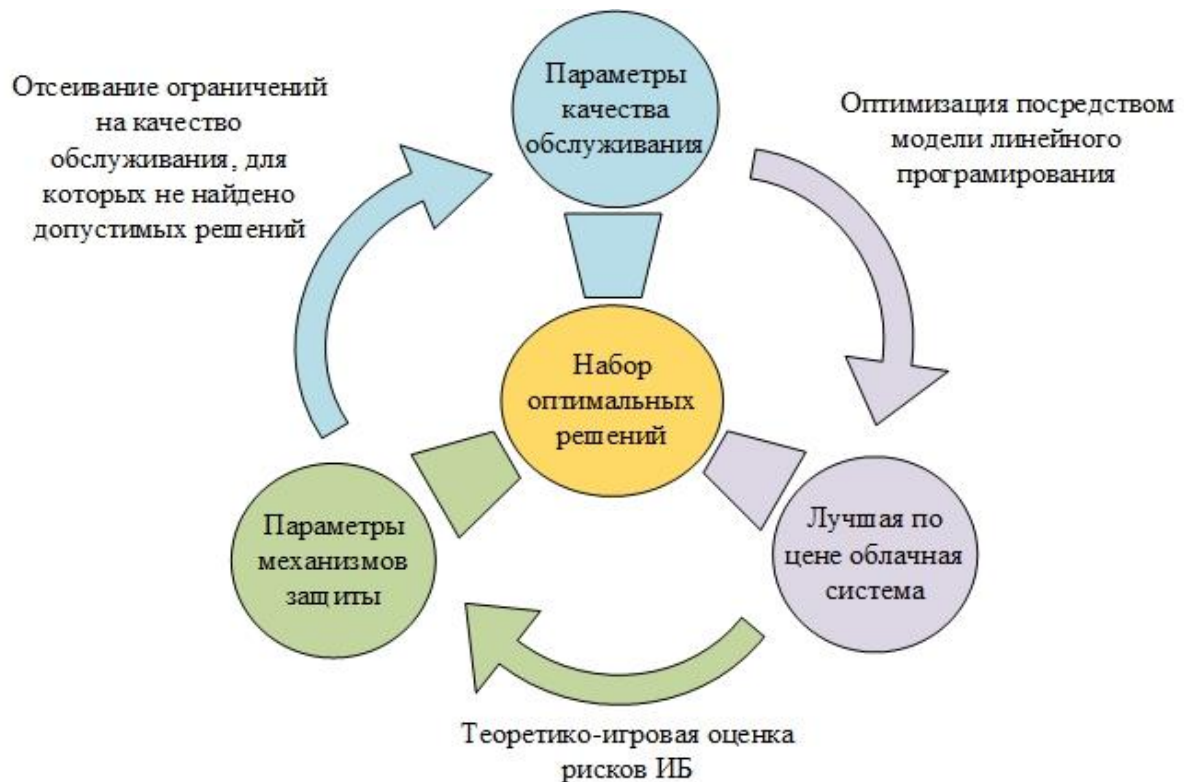 Параметры
качества
обслуживания
Отсеивание ограничений
на качество
обслуживания, для
которых не найдено
допустимых решений
Оптимизация посредством
модели линейного
програмирования
Набор
оптимальных
решений
Параметры
механизмов
защиты
Лучшая по
цене облачная
система
Теоретико-игровая оценка
рисков ИБ